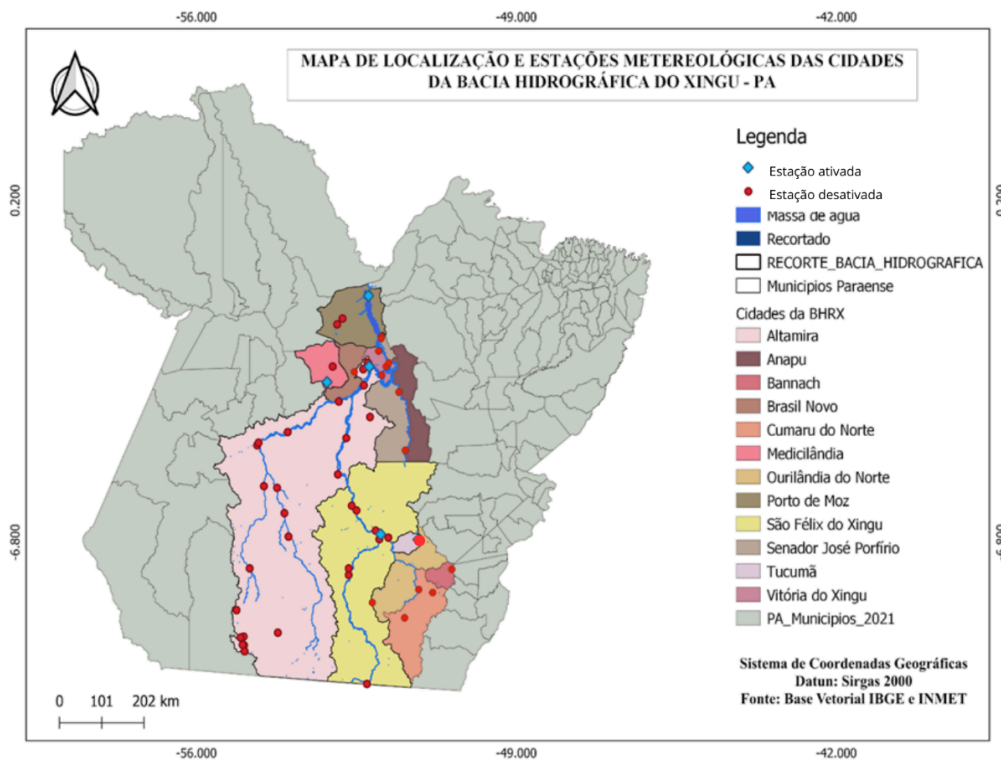 -56.000
-49.000
-42.000
MAPA DE LOCALIZAÇÃO E ESTAÇÕES METEREOLÓGICAS DAS CIDADES
DA BACIA HIDROGRÁFICA DO XINGU - PA
0.200
0.200
-6.800
-6.800
Legenda
Estação ativada
Estação desativada
Massa de agua
Recortado
RECORTE_BACIA_HIDROGRAFICA
Municipios Paraense
Cidades da BHRX
Altamira
Anapu
Bannach
Brasil Novo
Cumaru do Norte
Medicilândia
Ourilândia do Norte
Porto de Moz
São Félix do Xingu
Senador José Porfírio
Tucumã
Vitória do Xingu
PA_Municipios_2021
Sistema de Coordenadas Geográficas
Datun: Sirgas 2000
Fonte: Base Vetorial IBGE e INMET
0 101 202 km
-56.000
-49.000
-42.000